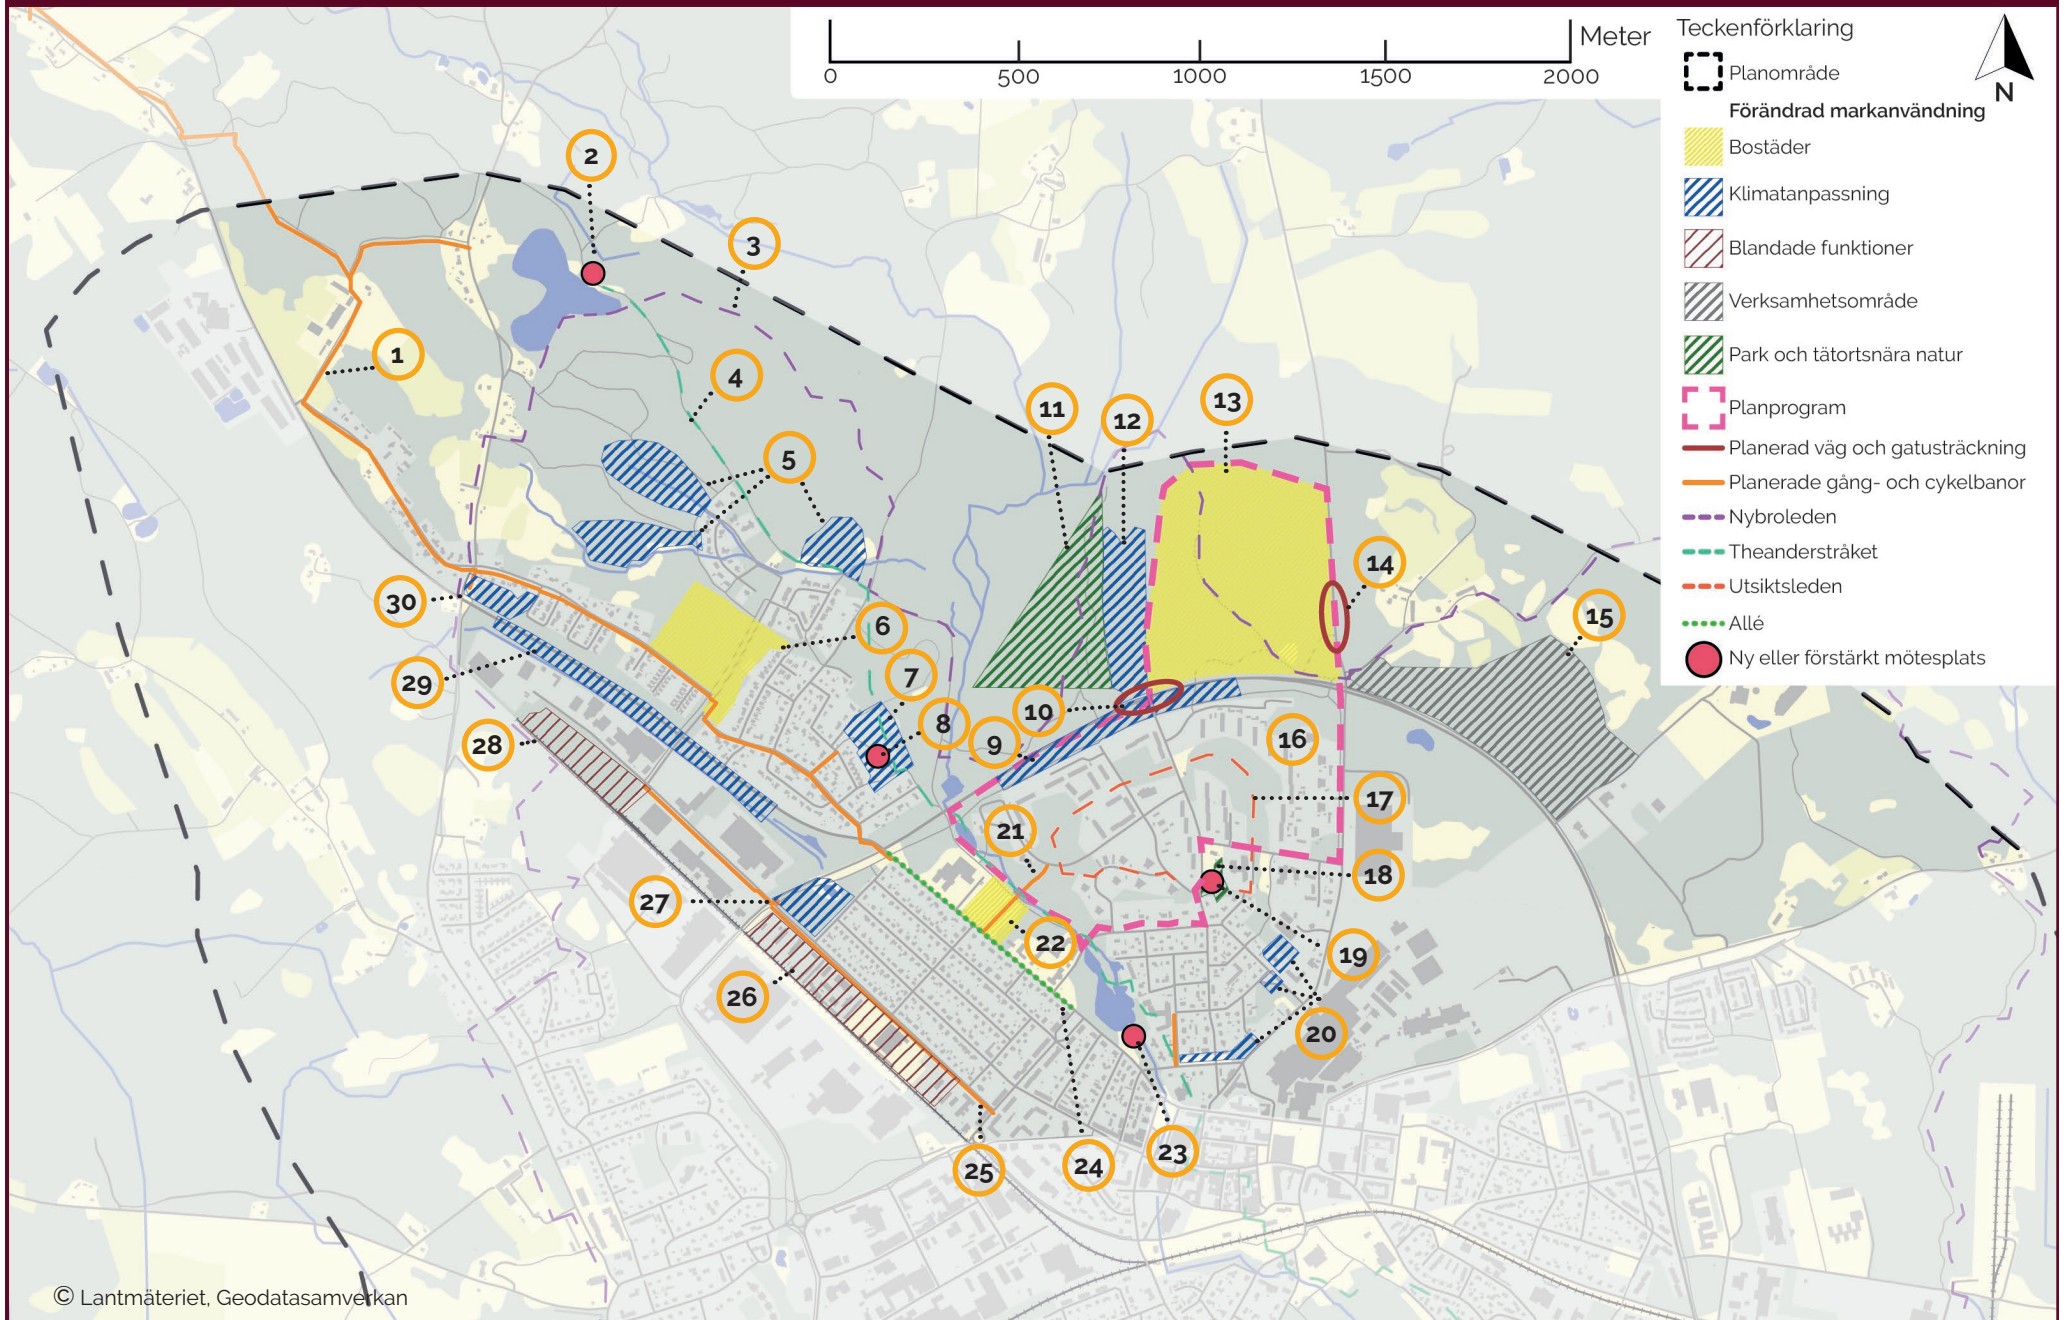 Meter
0 500 1000 1500 2000
Teckenförklaring
N
Planområde
Förändrad markanvändning
Bostäder
Klimatanpassning
Blandade funktioner
Verksamhetsområde
Park och tätortsnära natur
Planprogram
Planerad väg och gatusträckning
Planerade gång- och cykelbanor
Nybroleden
Theanderstråket
Utsiktsleden
Allé
Ny eller förstärkt mötesplats
1
2
3
4
5
6
7
8
9
10
11
12
13
14
15
16
17
18
19
20
21
22
23
24
25
26
27
28
29
30
© Lantmäteriet, Geodatasamverkan